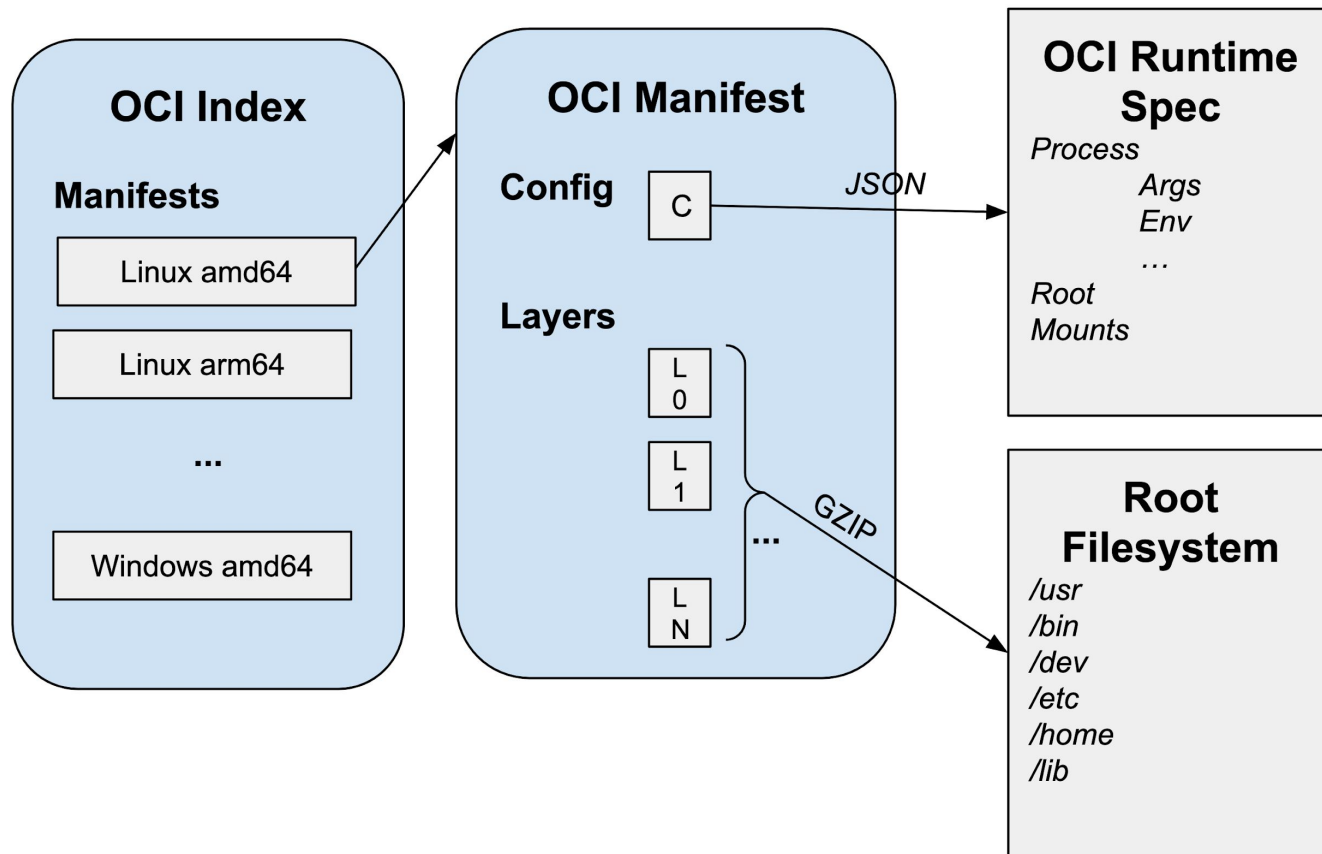 OCI Index
Manifests
Linux amd64
Linux arm64
...
Windows amd64
OCI Manifest
Config
C
JSON
Layers
L
0
L
1
...
L
N
GZIP
OCI Runtime
Spec
Process
Args
Env
…
Root
Mounts
Root
Filesystem
/usr
/bin
/dev
/etc
/home
/lib